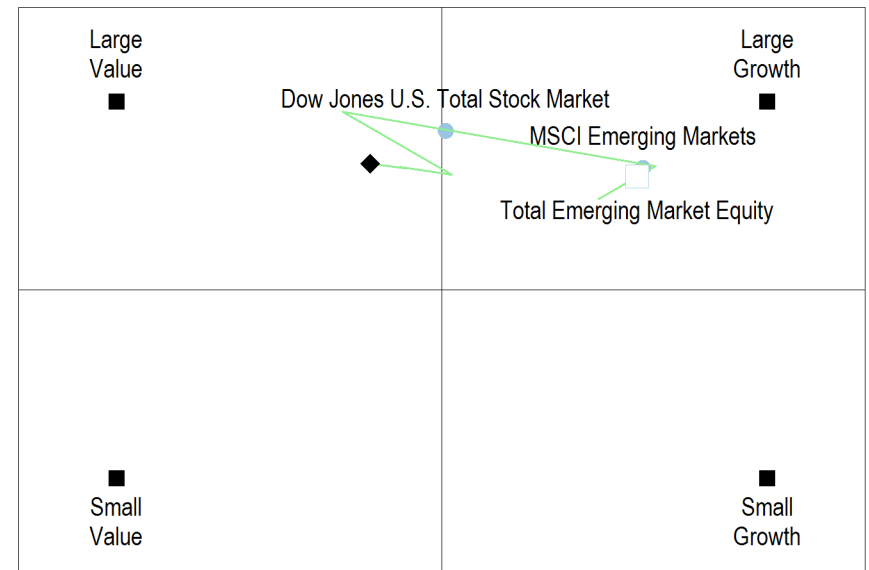 Large
Value
Large
Growth
Dow Jones U.S. Total Stock Market
MSCI Emerging Markets
Total Emerging Market Equity
Small
Value
Small
Growth